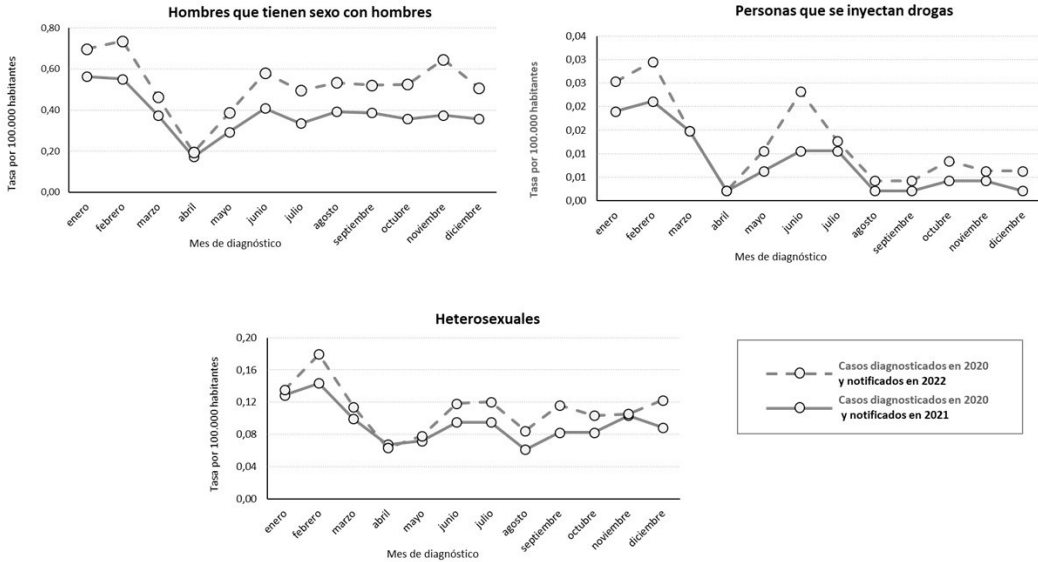 Hombres que tienen sexo con hombres
Tasa por 100.000 habitantes
0,80
0,60
0,40
0,20
0,00
enero
febrero
marzo
abril
mayo
junio
julio
agosto
septiembre
octubre
noviembre
diciembre
Mes de diagnóstico
Personas que se inyectan drogas
Tasa por 100.000 habitantes
0,04
0,03
0,03
0,02
0,02
0,01
0,01
0,00
enero
febrero
marzo
abril
mayo
junio
julio
agosto
septiembre
octubre
noviembre
diciembre
Mes de diagnóstico
Heterosexuales
Tasa por 100.000 habitantes
0,20
0,16
0,12
0,08
0,04
0,00
enero
febrero
marzo
abril
mayo
junio
julio
agosto
septiembre
octubre
noviembre
diciembre
Mes de diagnóstico
Casos diagnosticados en 2020
y notificados en 2022
Casos diagnosticados en 2020
y notificados en 2021